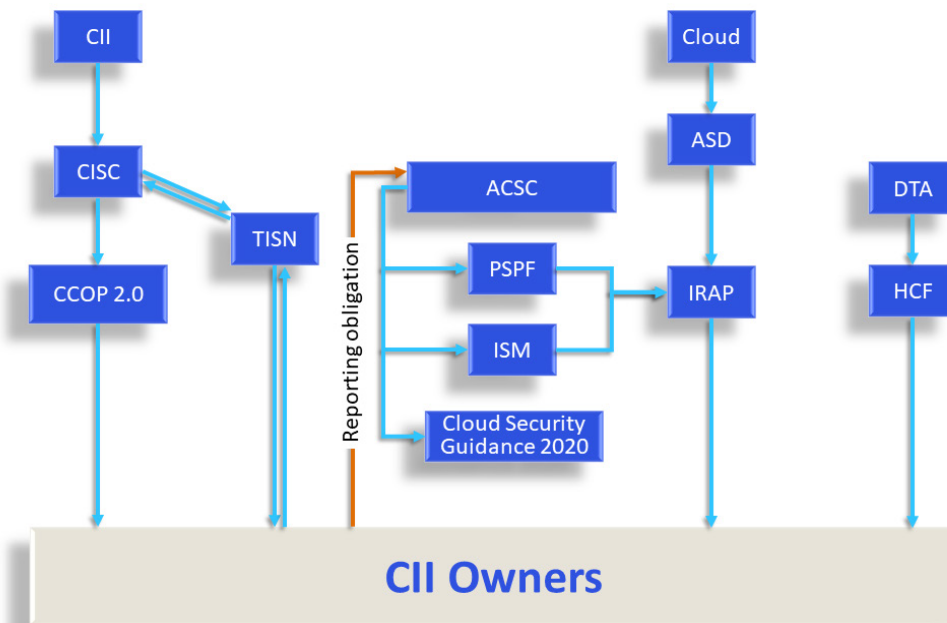 CII
Cloud
ASD
CISC
ACSC
DTA
TISN
PSPF
CCOP 2.0
IRAP
HCF
Reporting obligation
ISM
Cloud Security
Guidance 2020
CII Owners